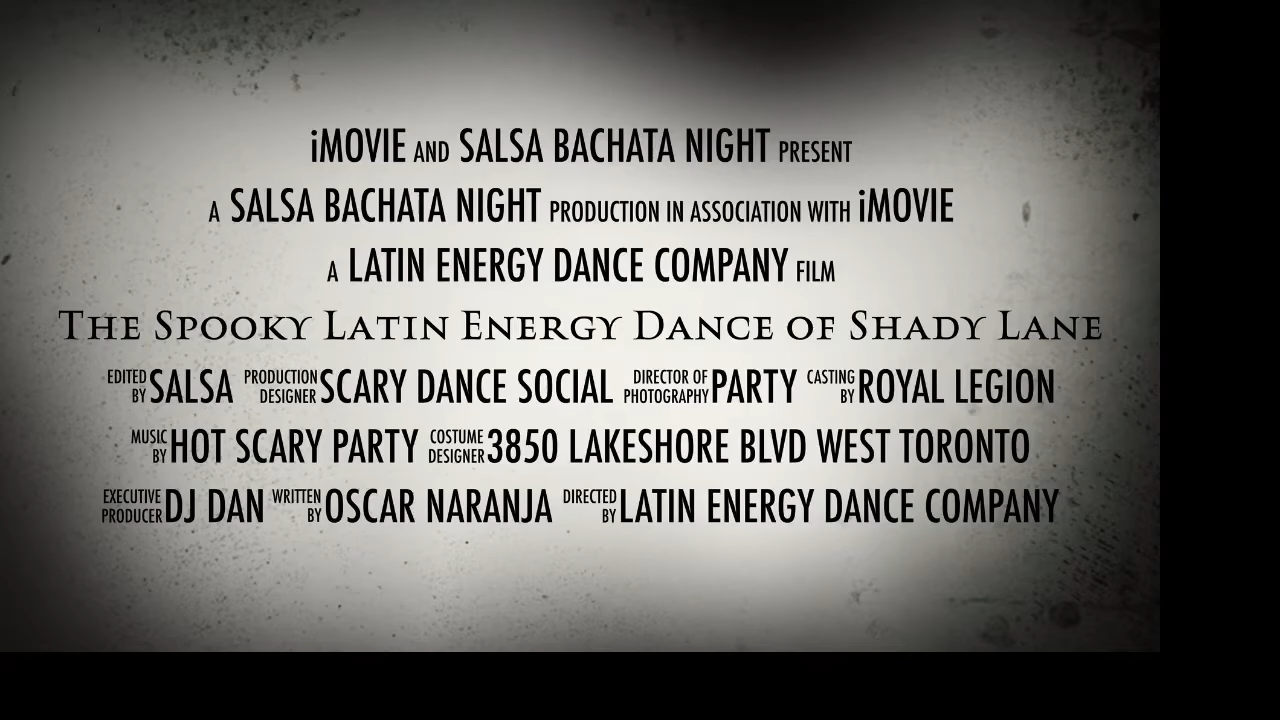 iMOVIE AND SALSA BACHATA NIGHT PRESENT
A SALSA BACHATA NIGHT PRODUCTION IN ASSOCIATION WITH iMOVIE
A LATIN ENERGY DANCE COMPANY FILM
THE SPOOKY LATIN ENERGY DANCE OF SHADY LANE
EDITED BY SALSA PRODUCTION DESIGNER SCARY DANCE SOCIAL DIRECTOR OF PHOTOGRAPHY PARTY CASTING BY ROYAL LEGION
MUSIC BY HOT SCARY PARTY COSTUME DESIGNER 3850 LAKESHORE BLVD WEST TORONTO
EXECUTIVE PRODUCER DJ DAN WRITTEN BY OSCAR NARANJA DIRECTED BY LATIN ENERGY DANCE COMPANY